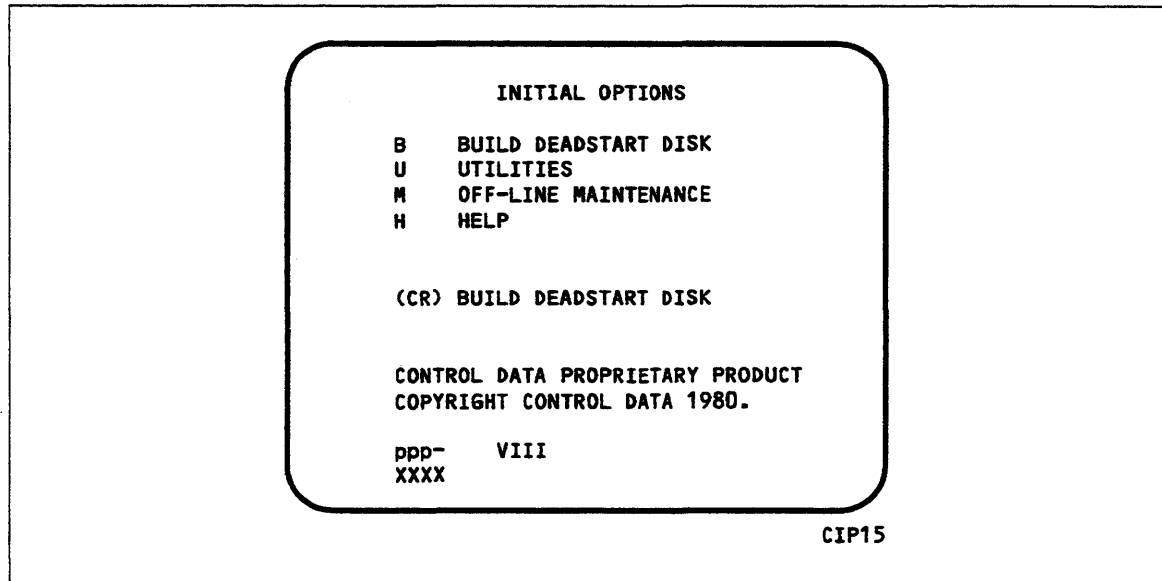 INITIAL OPTIONS
B BUILD DEADSTART DISK
U UTILITIES
M OFF-LINE MAINTENANCE
H HELP
(CR) BUILD DEADSTART DISK
CONTROL DATA PROPRIETARY PRODUCT
COPYRIGHT CONTROL DATA 1980.
ppp- VIII
XXXX
CIP15